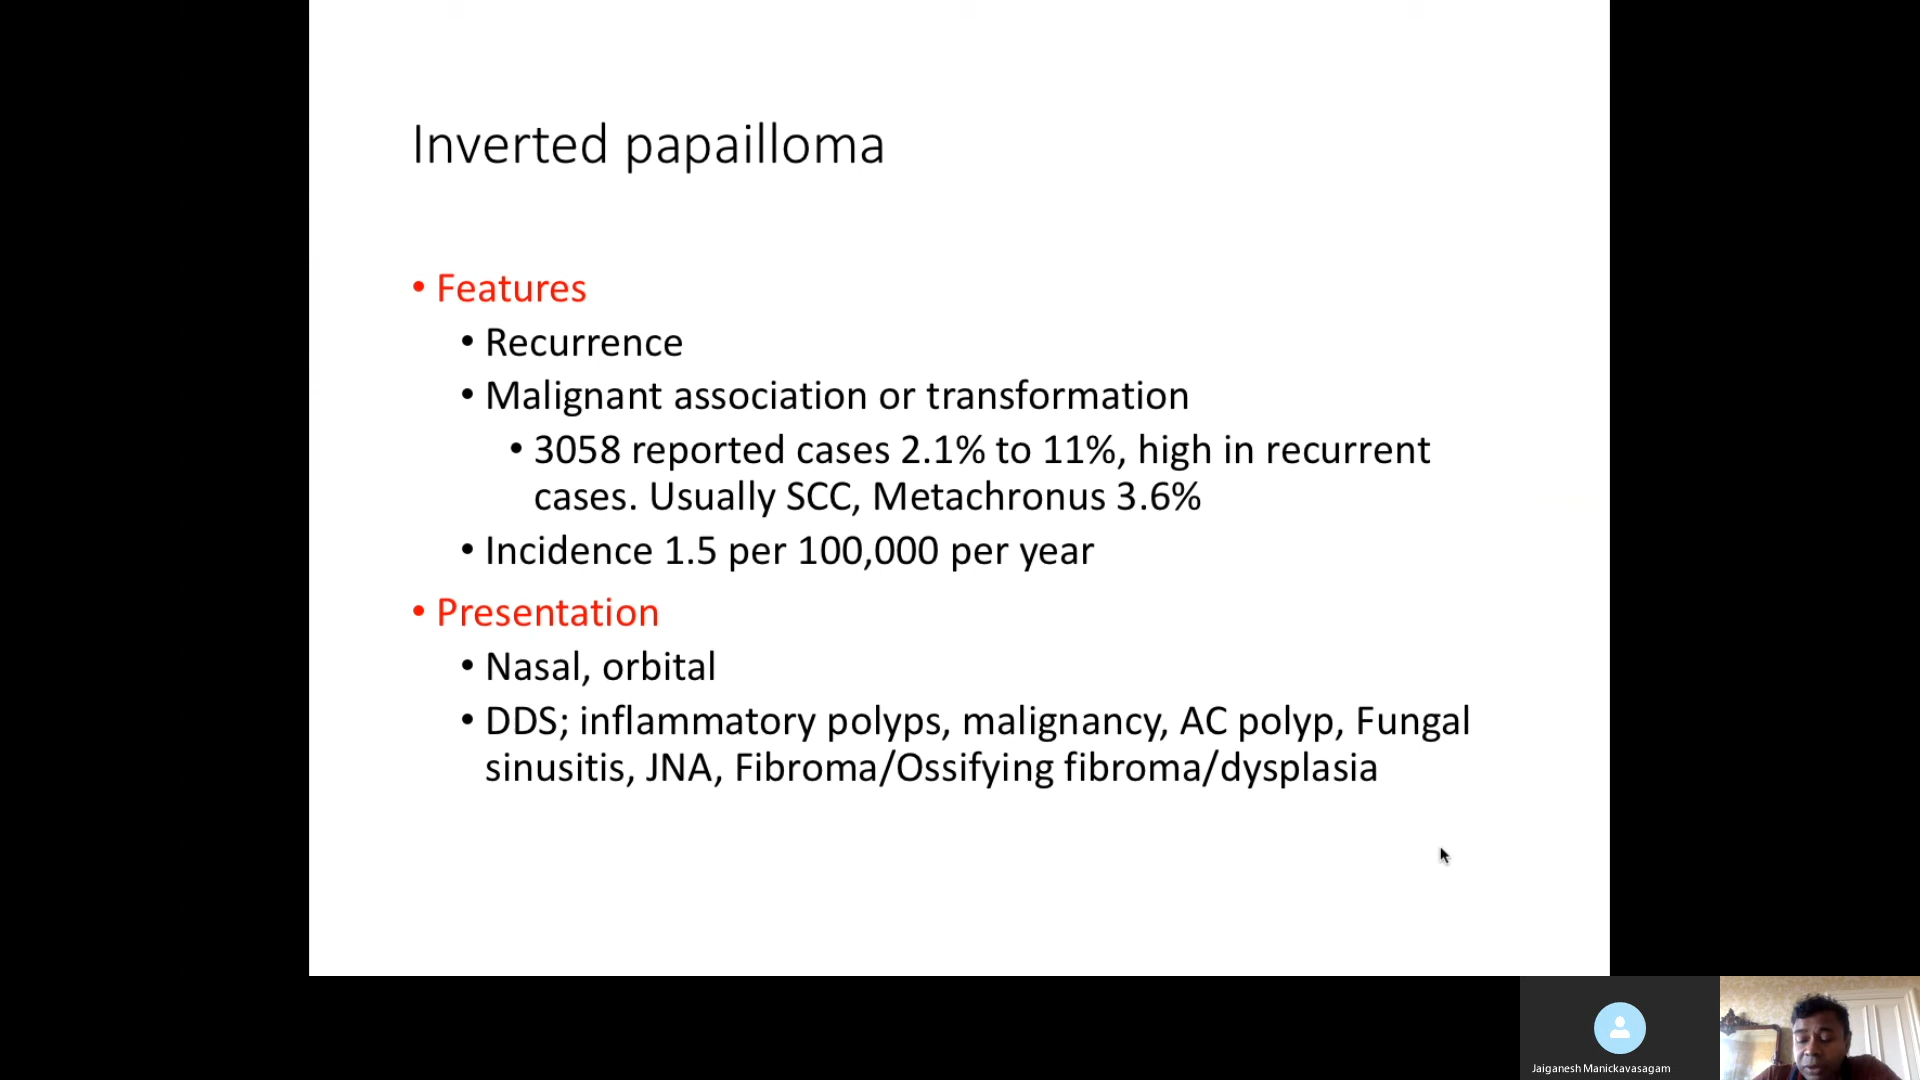 Inverted papailloma
• Features
• Recurrence
• Malignant association or transformation
• 3058 reported cases 2.1% to 11%, high in recurrent
cases. Usually SCC, Metachronus 3.6%
• Incidence 1.5 per 100,000 per year
• Presentation
• Nasal, orbital
• DDS; inflammatory polyps, malignancy, AC polyp, Fungal
sinusitis, JNA, Fibroma/Ossifying fibroma/dysplasia
Jaiganesh Manickavasagam